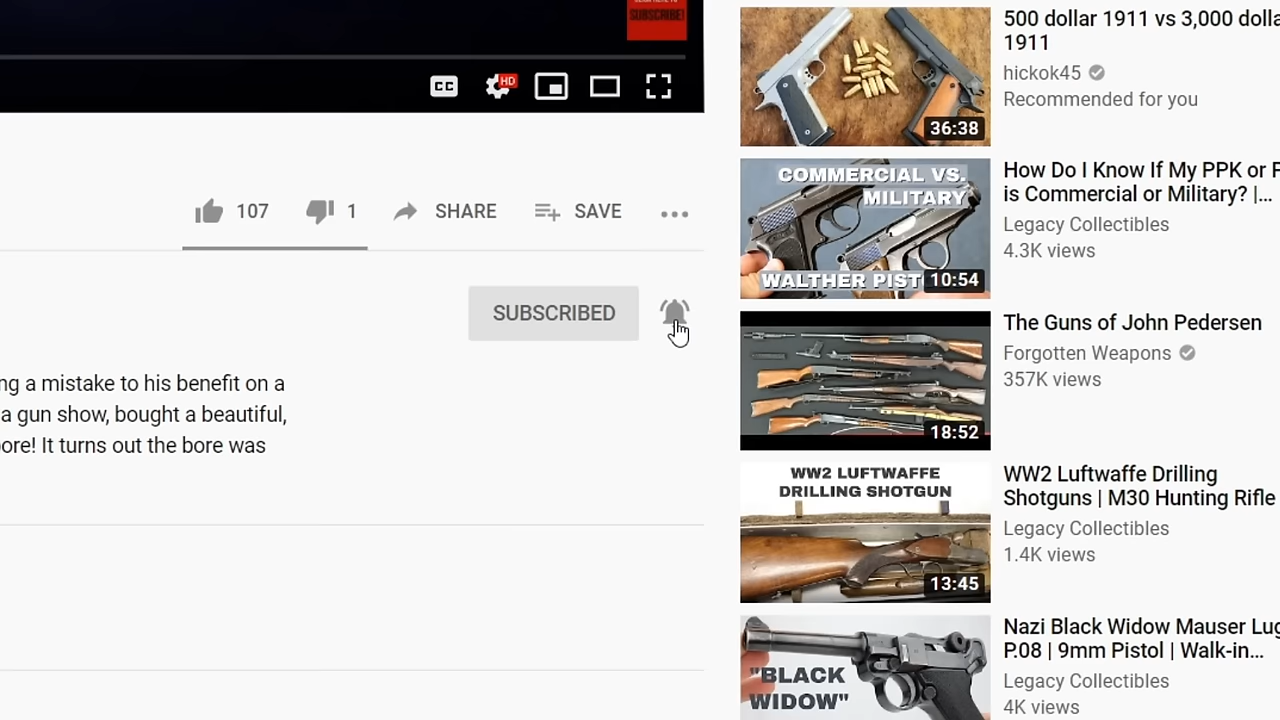 SUBSCRIBE!
CC
HD
107
1
SHARE
SAVE
SUBSCRIBED
ng a mistake to his benefit on a
a gun show, bought a beautiful,
ore! It turns out the bore was
36:38
500 dollar 1911 vs 3,000 dolla
1911
hickok45
Recommended for you
COMMERCIAL VS.
MILITARY
WALTHER PIST
10:54
How Do I Know If My PPK or P
is Commercial or Military? |...
Legacy Collectibles
4.3K views
18:52
The Guns of John Pedersen
Forgotten Weapons
357K views
WW2 LUFTWAFFE
DRILLING SHOTGUN
13:45
WW2 Luftwaffe Drilling
Shotguns | M30 Hunting Rifle
Legacy Collectibles
1.4K views
"BLACK
WIDOW"
Nazi Black Widow Mauser Lug
P.08 | 9mm Pistol | Walk-in...
Legacy Collectibles
4K views